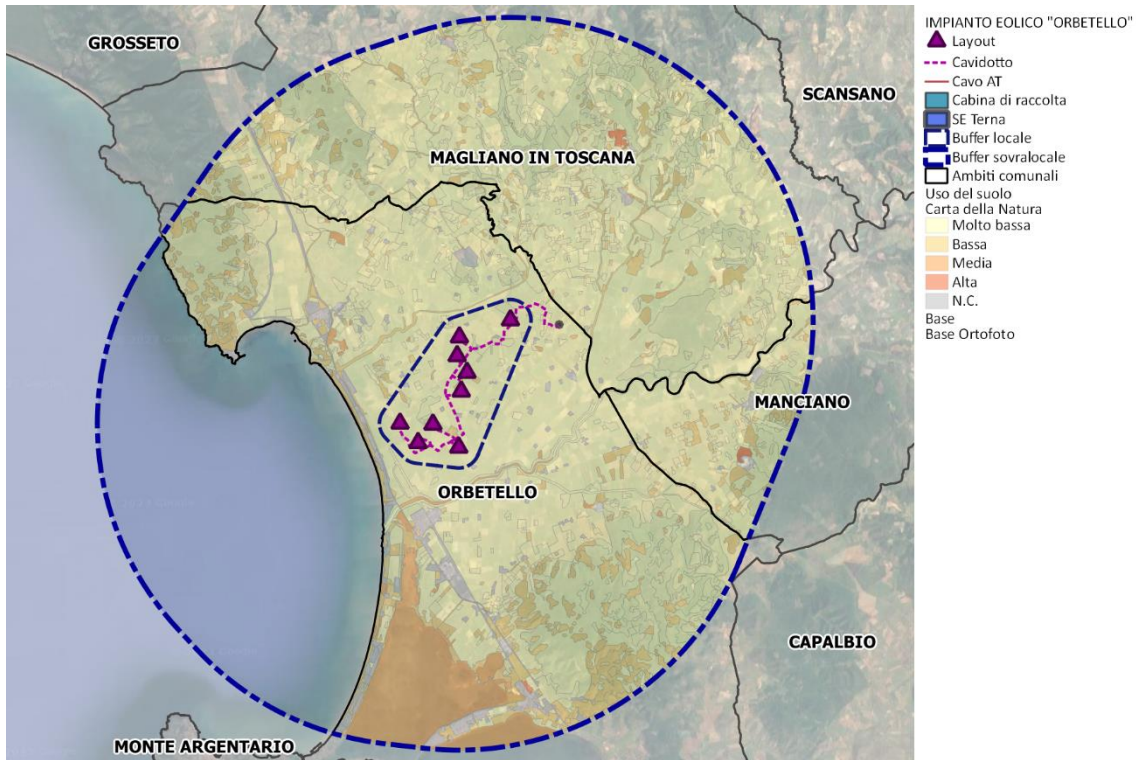 GROSSETO
SCANSANO
MAGLIANO IN TOSCANA
MANCIANO
ORBETELLO
CAPALBIO
MONTE ARGENTARIO
IMPIANTO EOLICO "ORBETELLO"
Layout
Cavidotto
Cavo AT
Cabina di raccolta
SE Terna
Buffer locale
Buffer sovralocale
Ambiti comunali
Uso del suolo
Carta della Natura
Molto bassa
Bassa
Media
Alta
N.C.
Base
Base Ortofoto